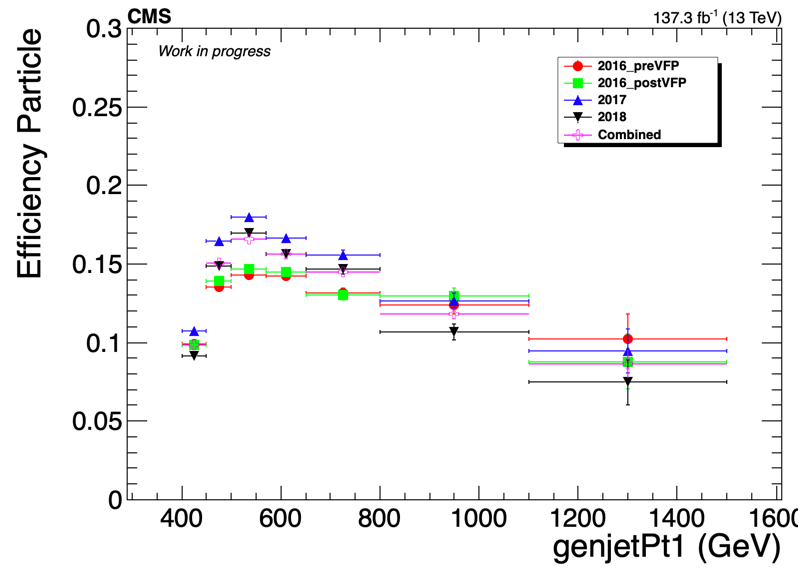 CMS
137.3 fb-1 (13 TeV)
Work in progress
2016_preVFP
2016_postVFP
2017
2018
Combined
Efficiency Particle
0.3
0.25
0.2
0.15
0.1
0.05
0
400 600 800 1000 1200 1400 1600
genjetPt1 (GeV)